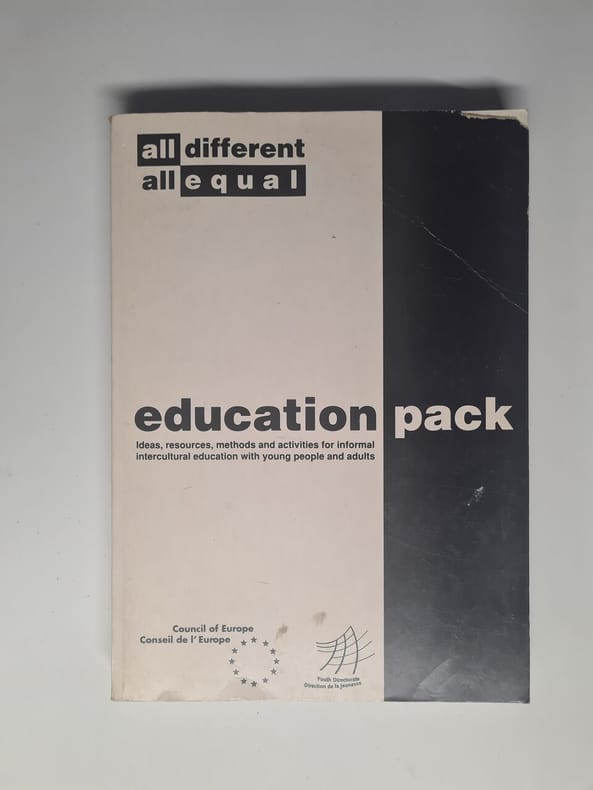 all different
all equal
education pack
Ideas, resources, methods and activities for informal
intercultural education with young people and adults
Council of Europe
Conseil de l'Europe
Youth Directorate
Direction de la jeunesse